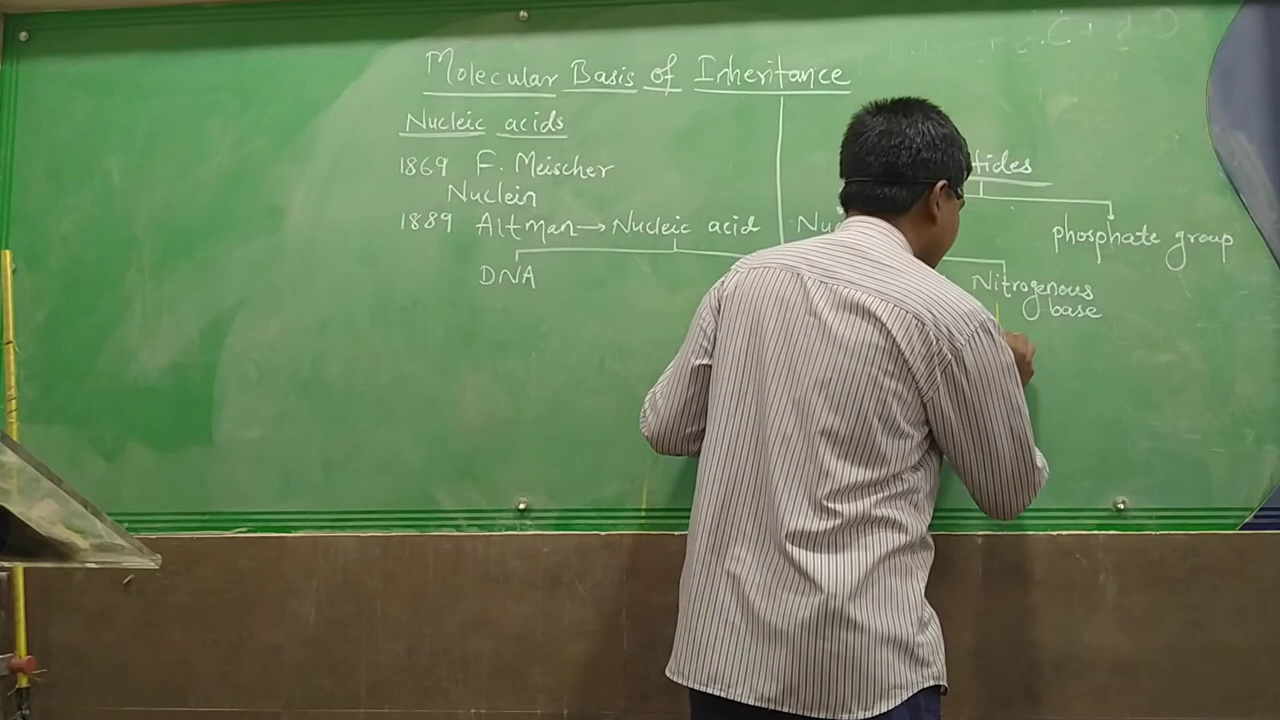 Molecular Basis of Inheritance
Nucleic acids
1869 F. Meischer
Nuclein
1889 Altman → Nucleic acid
DNA
tides
Nu
phosphate group
Nitrogenous
base